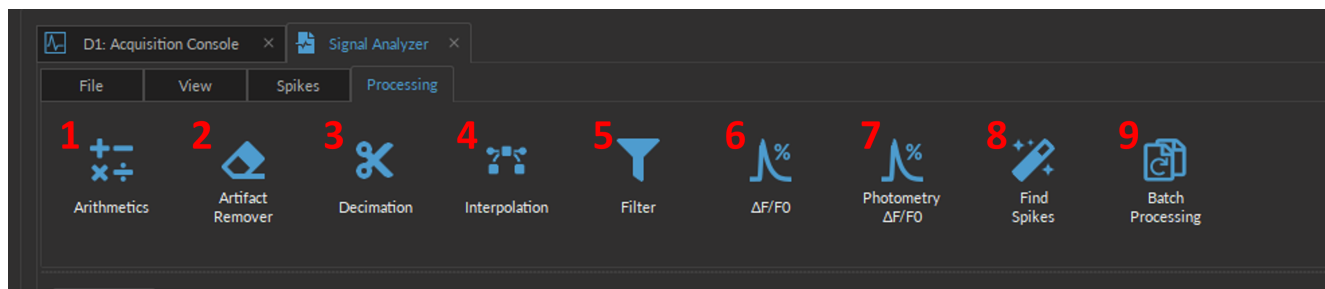 D1: Acquisition Console
Signal Analyzer
File
View
Spikes
Processing
1
2
3
4
5
6
7
8
9
Arithmetics
Artifact
Remover
Decimation
Interpolation
Filter
ΔF/F0
Photometry
ΔF/F0
Find
Spikes
Batch
Processing